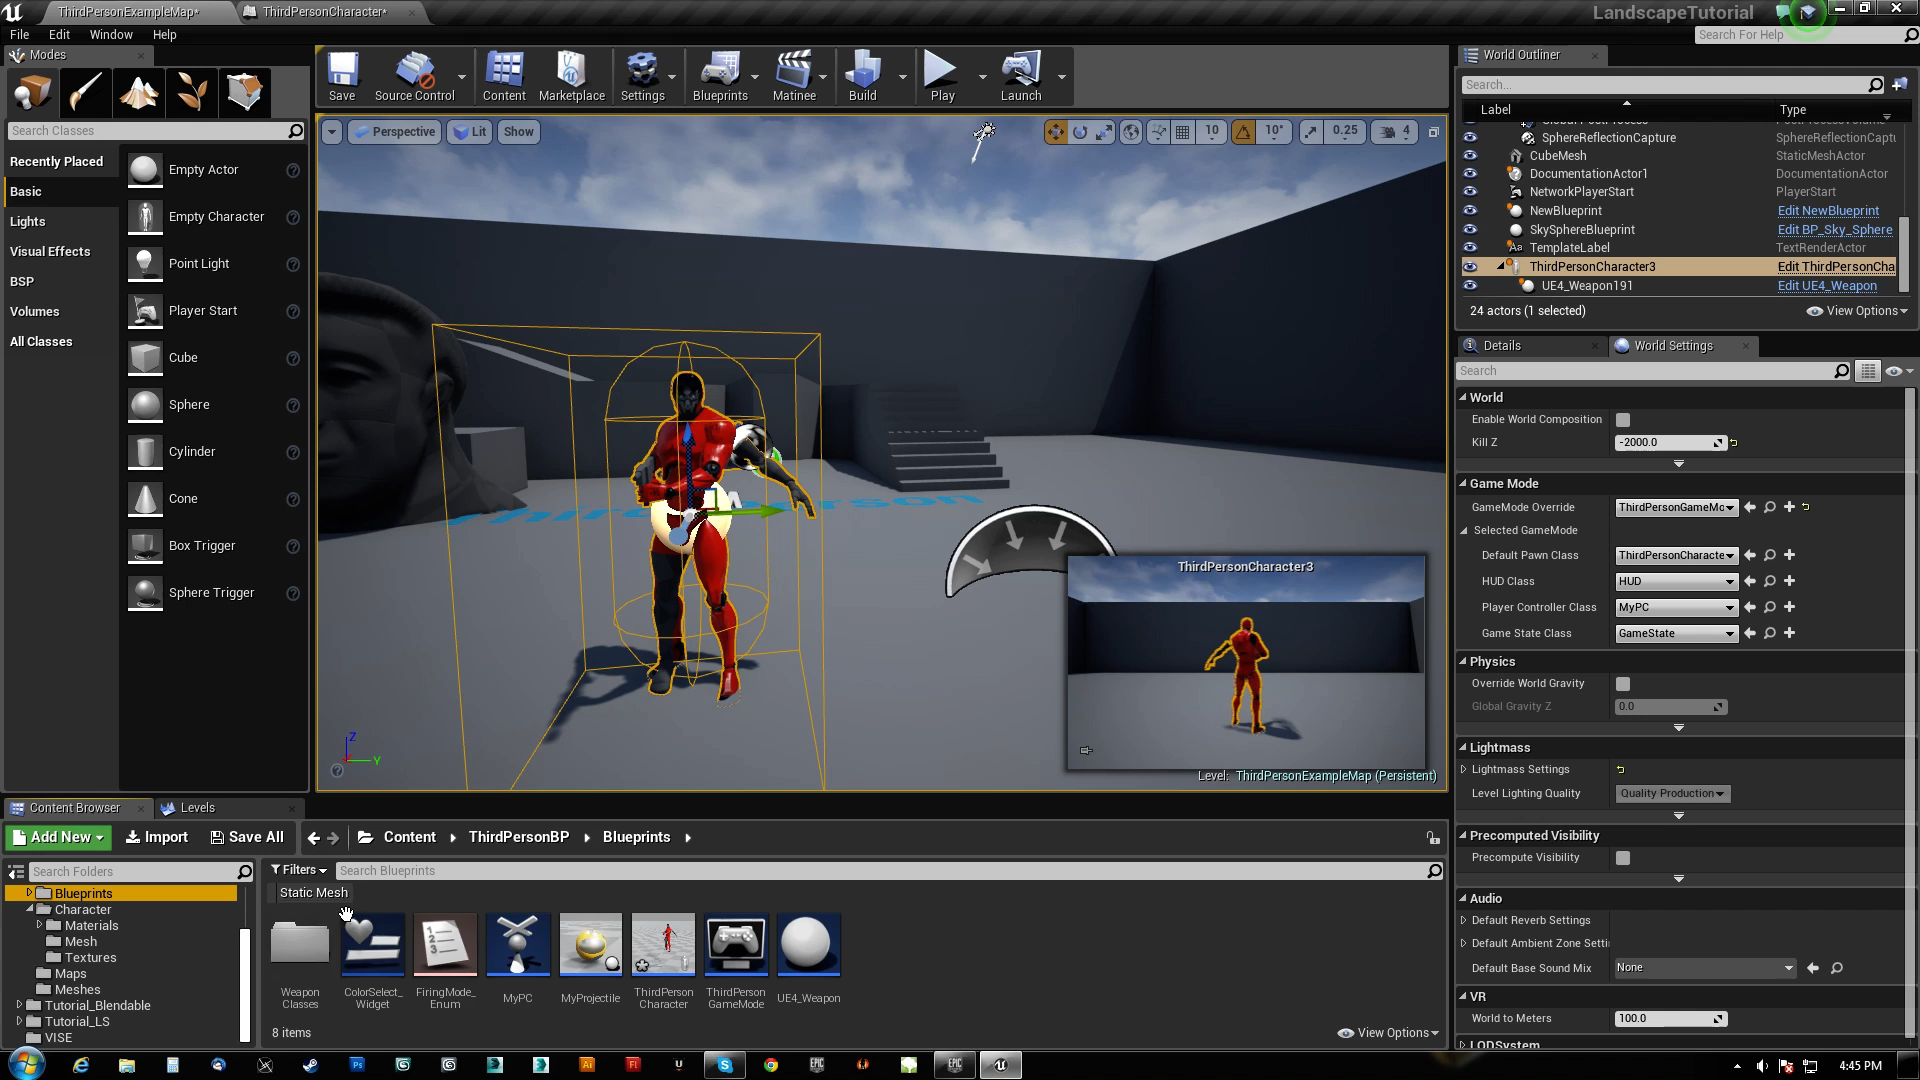 ThirdPersonExampleMap*
ThirdPersonCharacter*
LandscapeTutorial
File Edit Window Help
Search For Help
Modes
Save
Source Control
Content
Marketplace
Settings
Blueprints
Matinee
Build
Play
Launch
World Outliner
Search...
Label Type
SphereReflectionCapture SphereReflectionCaptu
CubeMesh StaticMeshActor
DocumentationActor1 DocumentationActor
NetworkPlayerStart PlayerStart
NewBlueprint Edit NewBlueprint
SkySphereBlueprint Edit BP_Sky_Sphere
TemplateLabel TextRenderActor
ThirdPersonCharacter3 Edit ThirdPersonCha
UE4_Weapon191 Edit UE4_Weapon
24 actors (1 selected) View Options
Search Classes
Recently Placed
Basic
Lights
Visual Effects
BSP
Volumes
All Classes
Empty Actor
Empty Character
Point Light
Player Start
Cube
Sphere
Cylinder
Cone
Box Trigger
Sphere Trigger
Perspective Lit Show
10 10° 0.25 4
ThirdPersonCharacter3
Z
Y
Level: ThirdPersonExampleMap (Persistent)
Details World Settings
Search
World
Enable World Composition
Kill Z -2000.0
Game Mode
GameMode Override ThirdPersonGameMc
Selected GameMode
Default Pawn Class ThirdPersonCharacte
HUD Class HUD
Player Controller Class MyPC
Game State Class GameState
Physics
Override World Gravity
Global Gravity Z 0.0
Lightmass
Lightmass Settings
Level Lighting Quality Quality Production
Precomputed Visibility
Precompute Visibility
Audio
Default Reverb Settings
Default Ambient Zone Setti
Default Base Sound Mix None
VR
World to Meters 100.0
LODSystem
Content Browser Levels
Add New Import Save All Content ThirdPersonBP Blueprints
Search Folders
Filters Search Blueprints
Static Mesh
Blueprints
Character
Materials
Mesh
Textures
Maps
Meshes
Tutorial_Blendable
Tutorial_LS
VISE
Weapon Classes
ColorSelect_ Widget
FiringMode_ Enum
MyPC
MyProjectile
ThirdPerson Character
ThirdPerson GameMode
UE4_Weapon
8 items View Options
4:45 PM